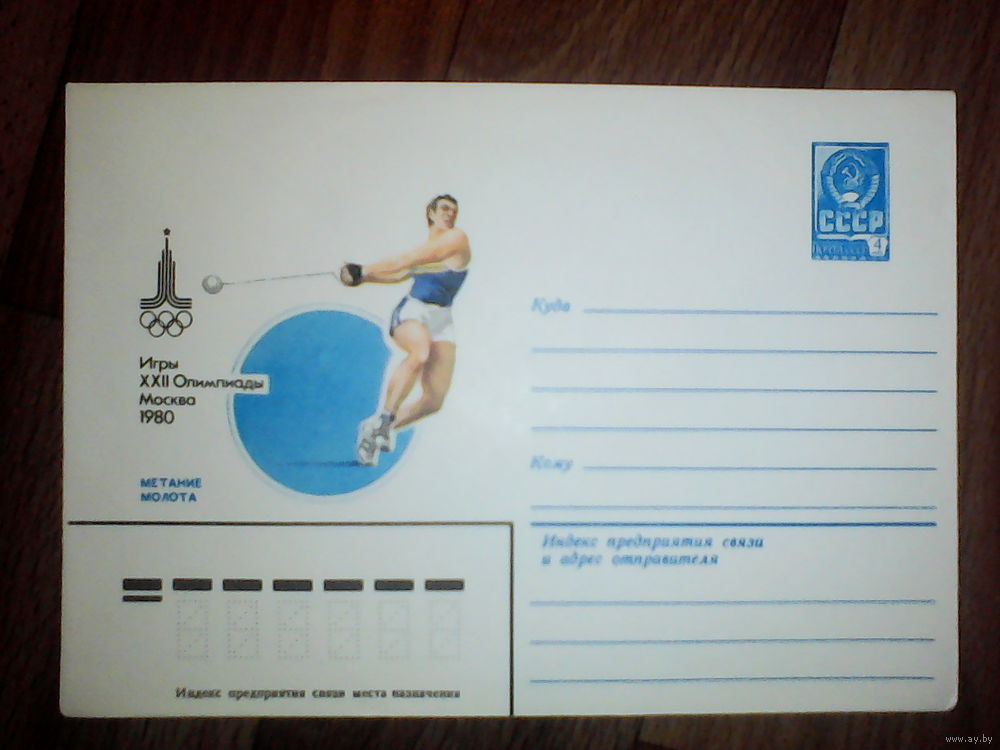 СССР
4
Игры
XXII Олимпиады
Москва
1980
МЕТАНИЕ
МОЛОТА
Куда
Кому
Индекс предприятия связи
и адрес отправителя
Индекс предприятия связи места назначения
www.ay.by